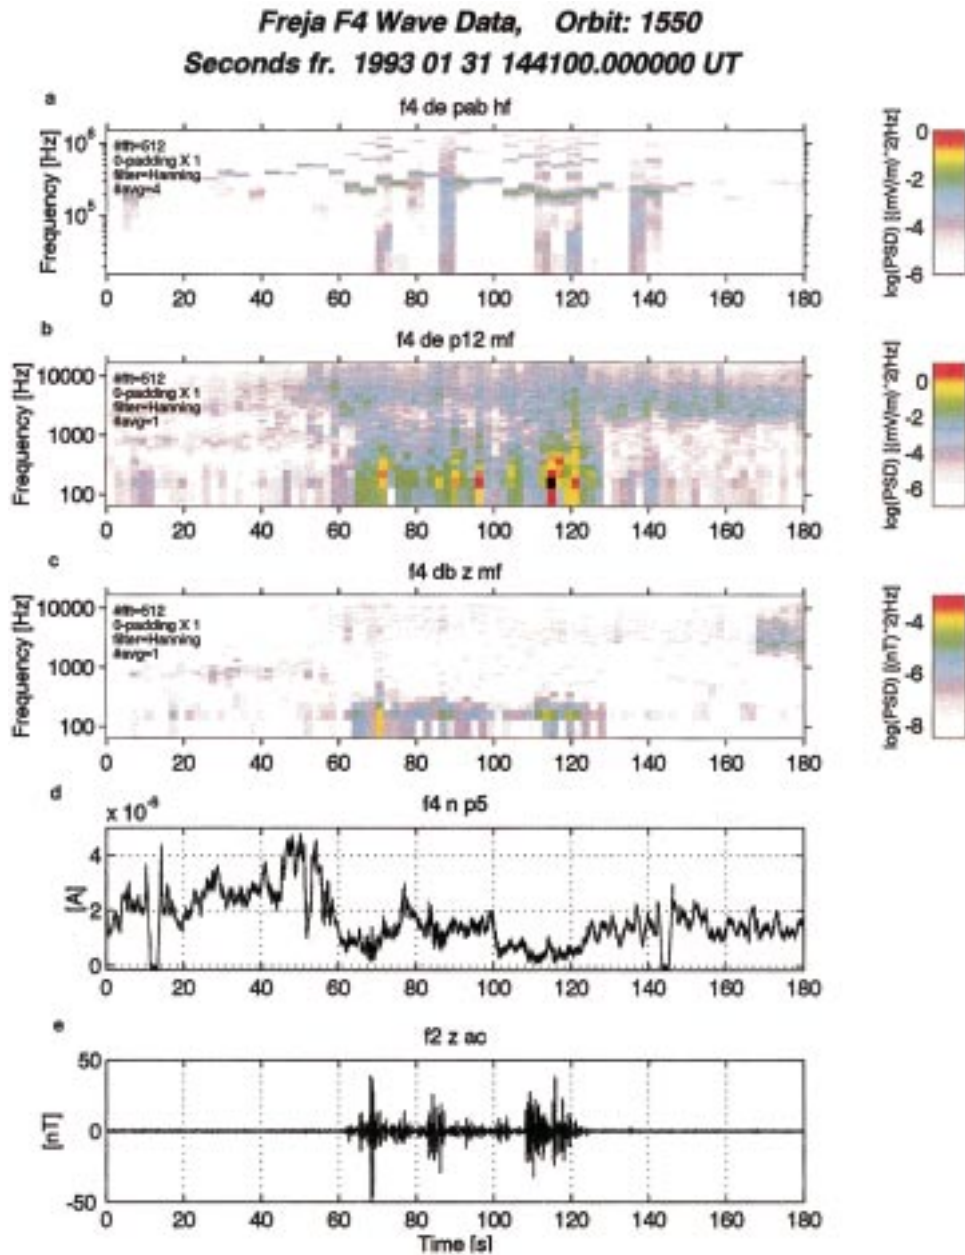 Freja F4 Wave Data, Orbit: 1550
Seconds fr. 1993 01 31 144100.000000 UT
a
f4 de pab hf
Frequency [Hz]
10^6
10^5
#fft=512
0-padding X 1
filter=Hanning
#avg=4
0 20 40 60 80 100 120 140 160 180
0
-2
-4
-6
log(PSD) [(mV/m)^2/Hz]
b
f4 de p12 mf
Frequency [Hz]
10000
1000
100
#fft=512
0-padding X 1
filter=Hanning
#avg=1
0 20 40 60 80 100 120 140 160 180
0
-2
-4
-6
log(PSD) [(mV/m)^2/Hz]
c
f4 db z mf
Frequency [Hz]
10000
1000
100
#fft=512
0-padding X 1
filter=Hanning
#avg=1
0 20 40 60 80 100 120 140 160 180
-4
-6
-8
log(PSD) [(nT)^2/Hz]
d
f4 n p5
[A]
4
2
0
0 20 40 60 80 100 120 140 160 180
e
f2 z ac
[nT]
50
0
-50
0 20 40 60 80 100 120 140 160 180
Time [s]